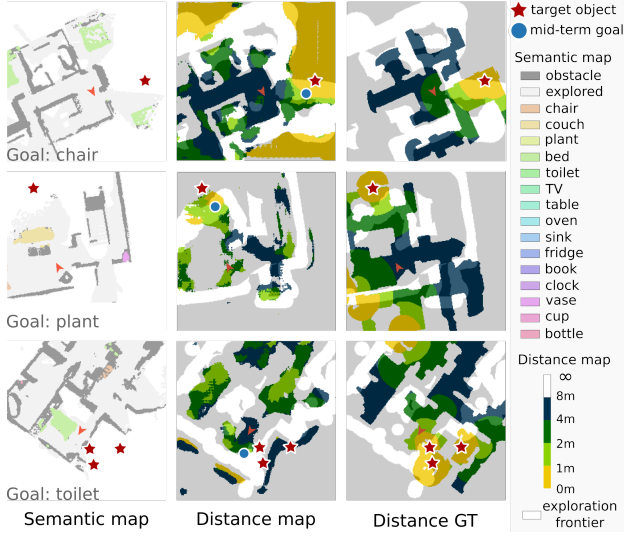 target object
mid-term goal
Semantic map
obstacle
explored
chair
couch
plant
bed
toilet
TV
table
oven
sink
fridge
book
clock
vase
cup
bottle
Distance map
∞
8m
4m
2m
1m
0m
exploration
frontier
Goal: chair
Goal: plant
Goal: toilet
Semantic map
Distance map
Distance GT